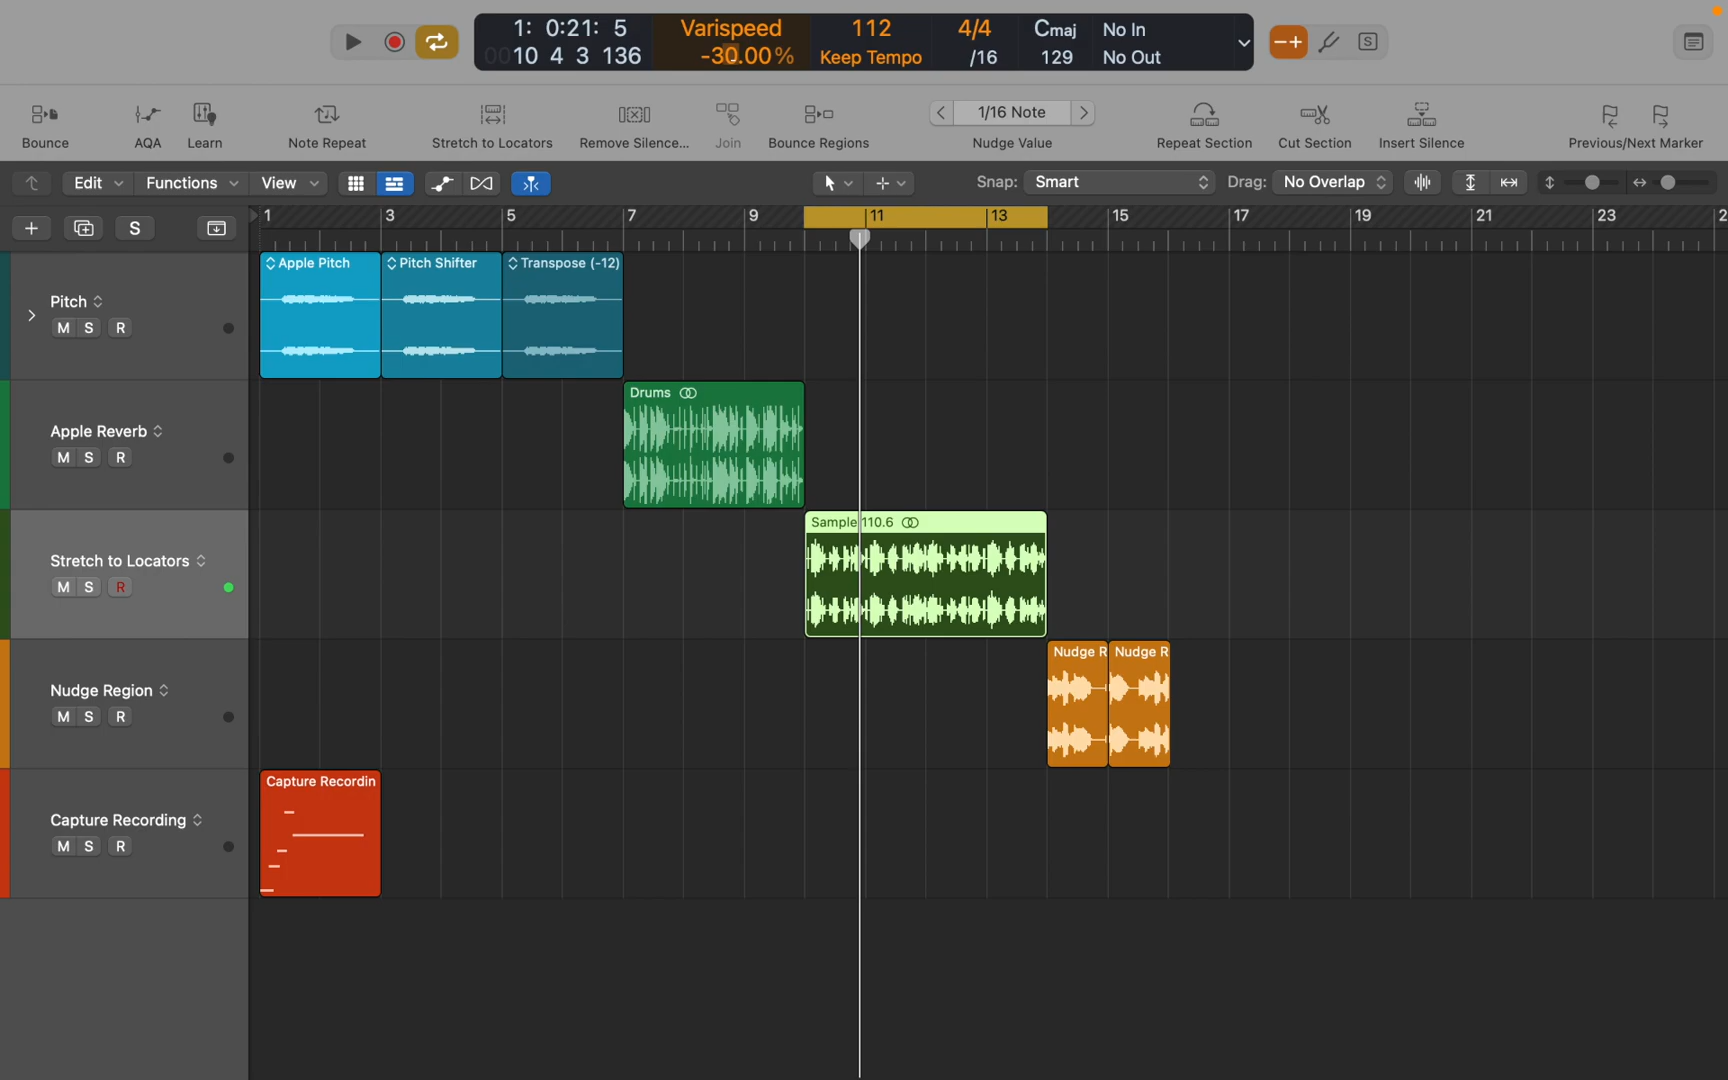 1: 0:21: 5
0010 4 3 136
Varispeed
-30.00%
112
Keep Tempo
4/4
/16
Cmaj
129
No In
No Out
S
Bounce
AQA
Learn
Note Repeat
Stretch to Locators
Remove Silence...
Join
Bounce Regions
1/16 Note
Nudge Value
Repeat Section
Cut Section
Insert Silence
Previous/Next Marker
Edit
Functions
View
Snap: Smart
Drag: No Overlap
S
1 3 5 7 9 11 13 15 17 19 21 23 2
Pitch
M S R
Apple Pitch
Pitch Shifter
Transpose (-12)
Apple Reverb
M S R
Drums
Stretch to Locators
M S R
Sample 110.6
Nudge Region
M S R
Nudge R
Nudge R
Capture Recording
M S R
Capture Recordin